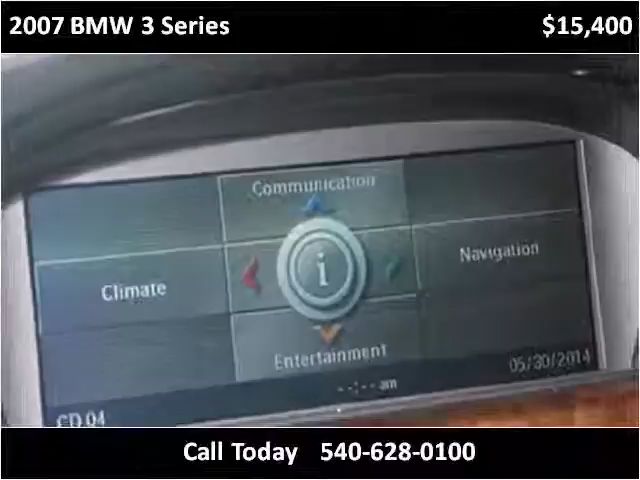 2007 BMW 3 Series $15,400
Communication
Navigation
i
Climate
Entertainment
05/30/2014
--:-- am
CD 04
Call Today 540-628-0100